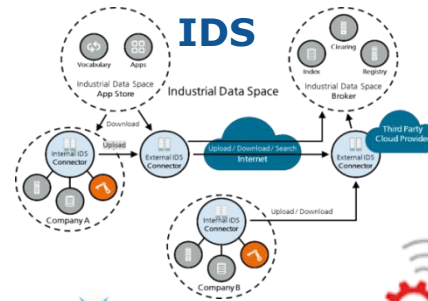 IDS
Vocabulary
Apps
Industrial Data Space
App Store
Industrial Data Space
Clearing
Index
Registry
Industrial Data Space
Broker
Download
Upload
Internal IDS
Connector
External IDS
Connector
Upload / Download / Search
Internet
External IDS
Connector
Third Party
Cloud Provider
Company A
Internal IDS
Connector
Upload / Download
Company B